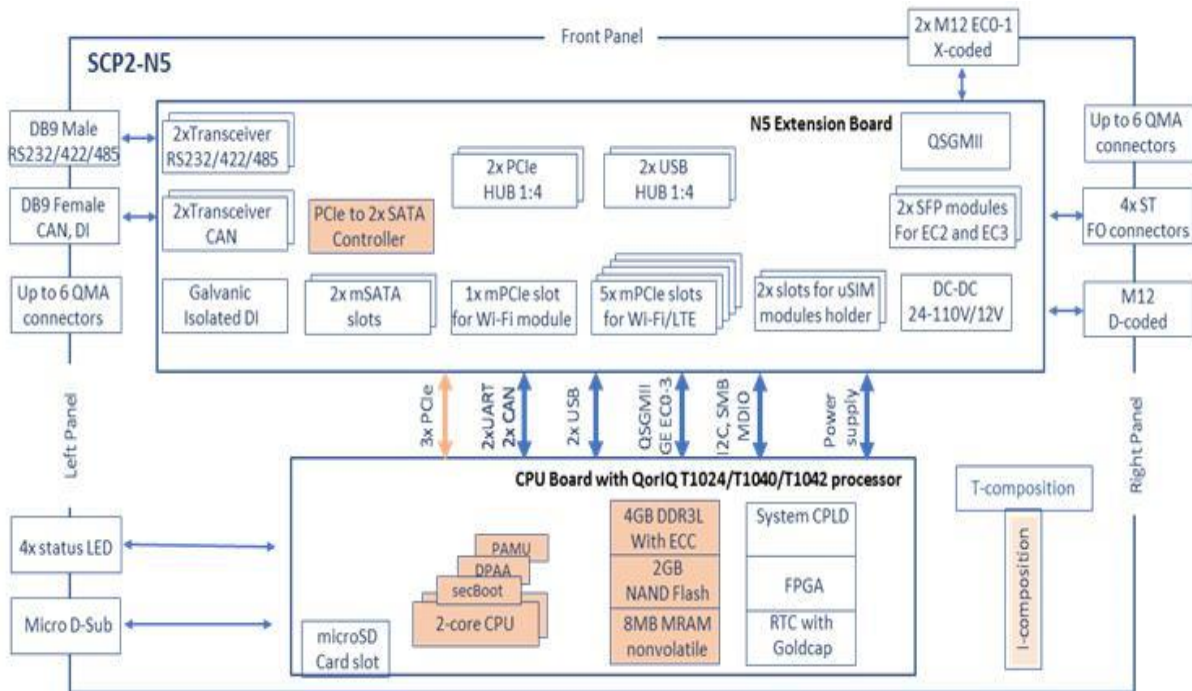 Front Panel
2x M12 EC0-1
X-coded
SCP2-N5
N5 Extension Board
DB9 Male
RS232/422/485
2xTransceiver
RS232/422/485
2x PCIe
HUB 1:4
2x USB
HUB 1:4
QSGMII
Up to 6 QMA
connectors
DB9 Female
CAN, DI
2xTransceiver
CAN
PCIe to 2x SATA
Controller
2x SFP modules
For EC2 and EC3
4x ST
FO connectors
Up to 6 QMA
connectors
Galvanic
Isolated DI
2x mSATA
slots
1x mPCIe slot
for Wi-Fi module
5x mPCIe slots
for Wi-Fi/LTE
2x slots for uSIM
modules holder
DC-DC
24-110V/12V
M12
D-coded
Left Panel
3x PCIe
2xUART
2x CAN
2x USB
QSGMII
GE EC0-3
I2C, SMB
MDIO
Power
supply
Right Panel
CPU Board with QorIQ T1024/T1040/T1042 processor
T-composition
I-composition
4x status LED
PAMU
DPAA
secBoot
2-core CPU
4GB DDR3L
With ECC
2GB
NAND Flash
8MB MRAM
nonvolatile
System CPLD
FPGA
RTC with
Goldcap
Micro D-Sub
microSD
Card slot